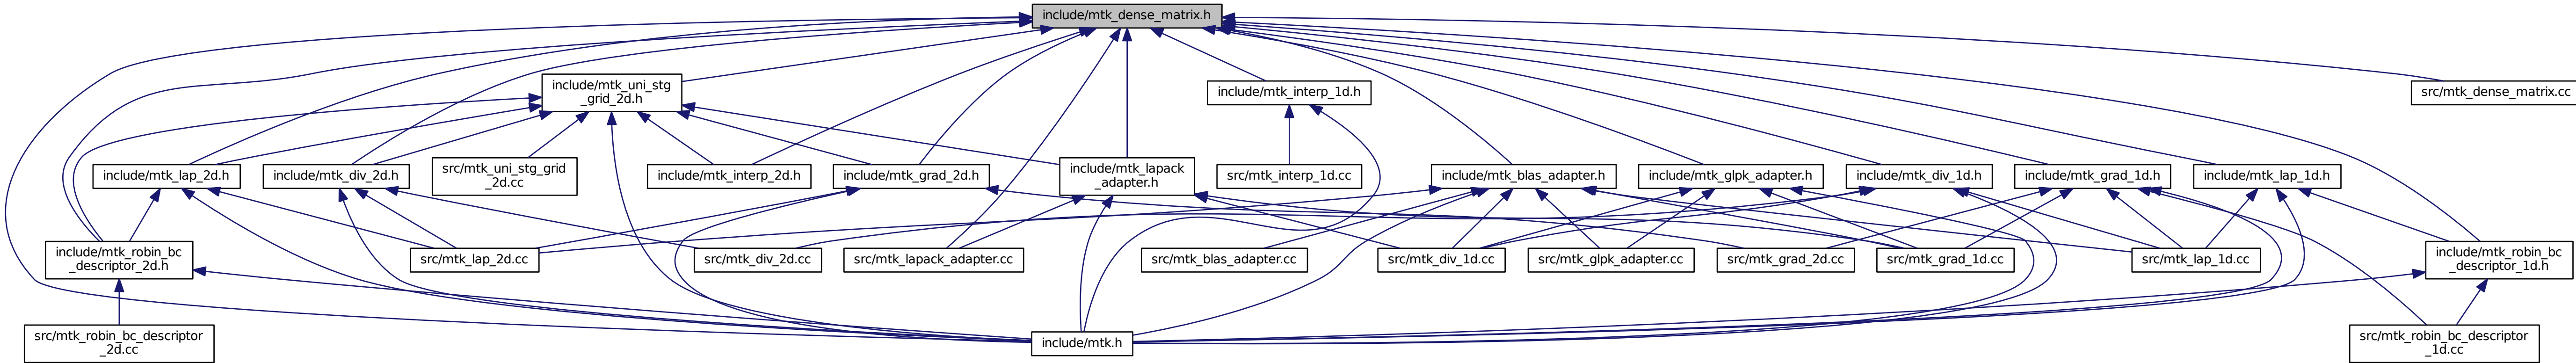 include/mtk_dense_matrix.h
include/mtk_uni_stg
_grid_2d.h
include/mtk_interp_1d.h
src/mtk_dense_matrix.cc
include/mtk_lap_2d.h
include/mtk_div_2d.h
src/mtk_uni_stg_grid
_2d.cc
include/mtk_interp_2d.h
include/mtk_grad_2d.h
include/mtk_lapack
_adapter.h
src/mtk_interp_1d.cc
include/mtk_blas_adapter.h
include/mtk_glpk_adapter.h
include/mtk_div_1d.h
include/mtk_grad_1d.h
include/mtk_lap_1d.h
include/mtk_robin_bc
_descriptor_2d.h
src/mtk_lap_2d.cc
src/mtk_div_2d.cc
src/mtk_lapack_adapter.cc
src/mtk_blas_adapter.cc
src/mtk_div_1d.cc
src/mtk_glpk_adapter.cc
src/mtk_grad_2d.cc
src/mtk_grad_1d.cc
src/mtk_lap_1d.cc
include/mtk_robin_bc
_descriptor_1d.h
src/mtk_robin_bc_descriptor
_2d.cc
include/mtk.h
src/mtk_robin_bc_descriptor
_1d.cc